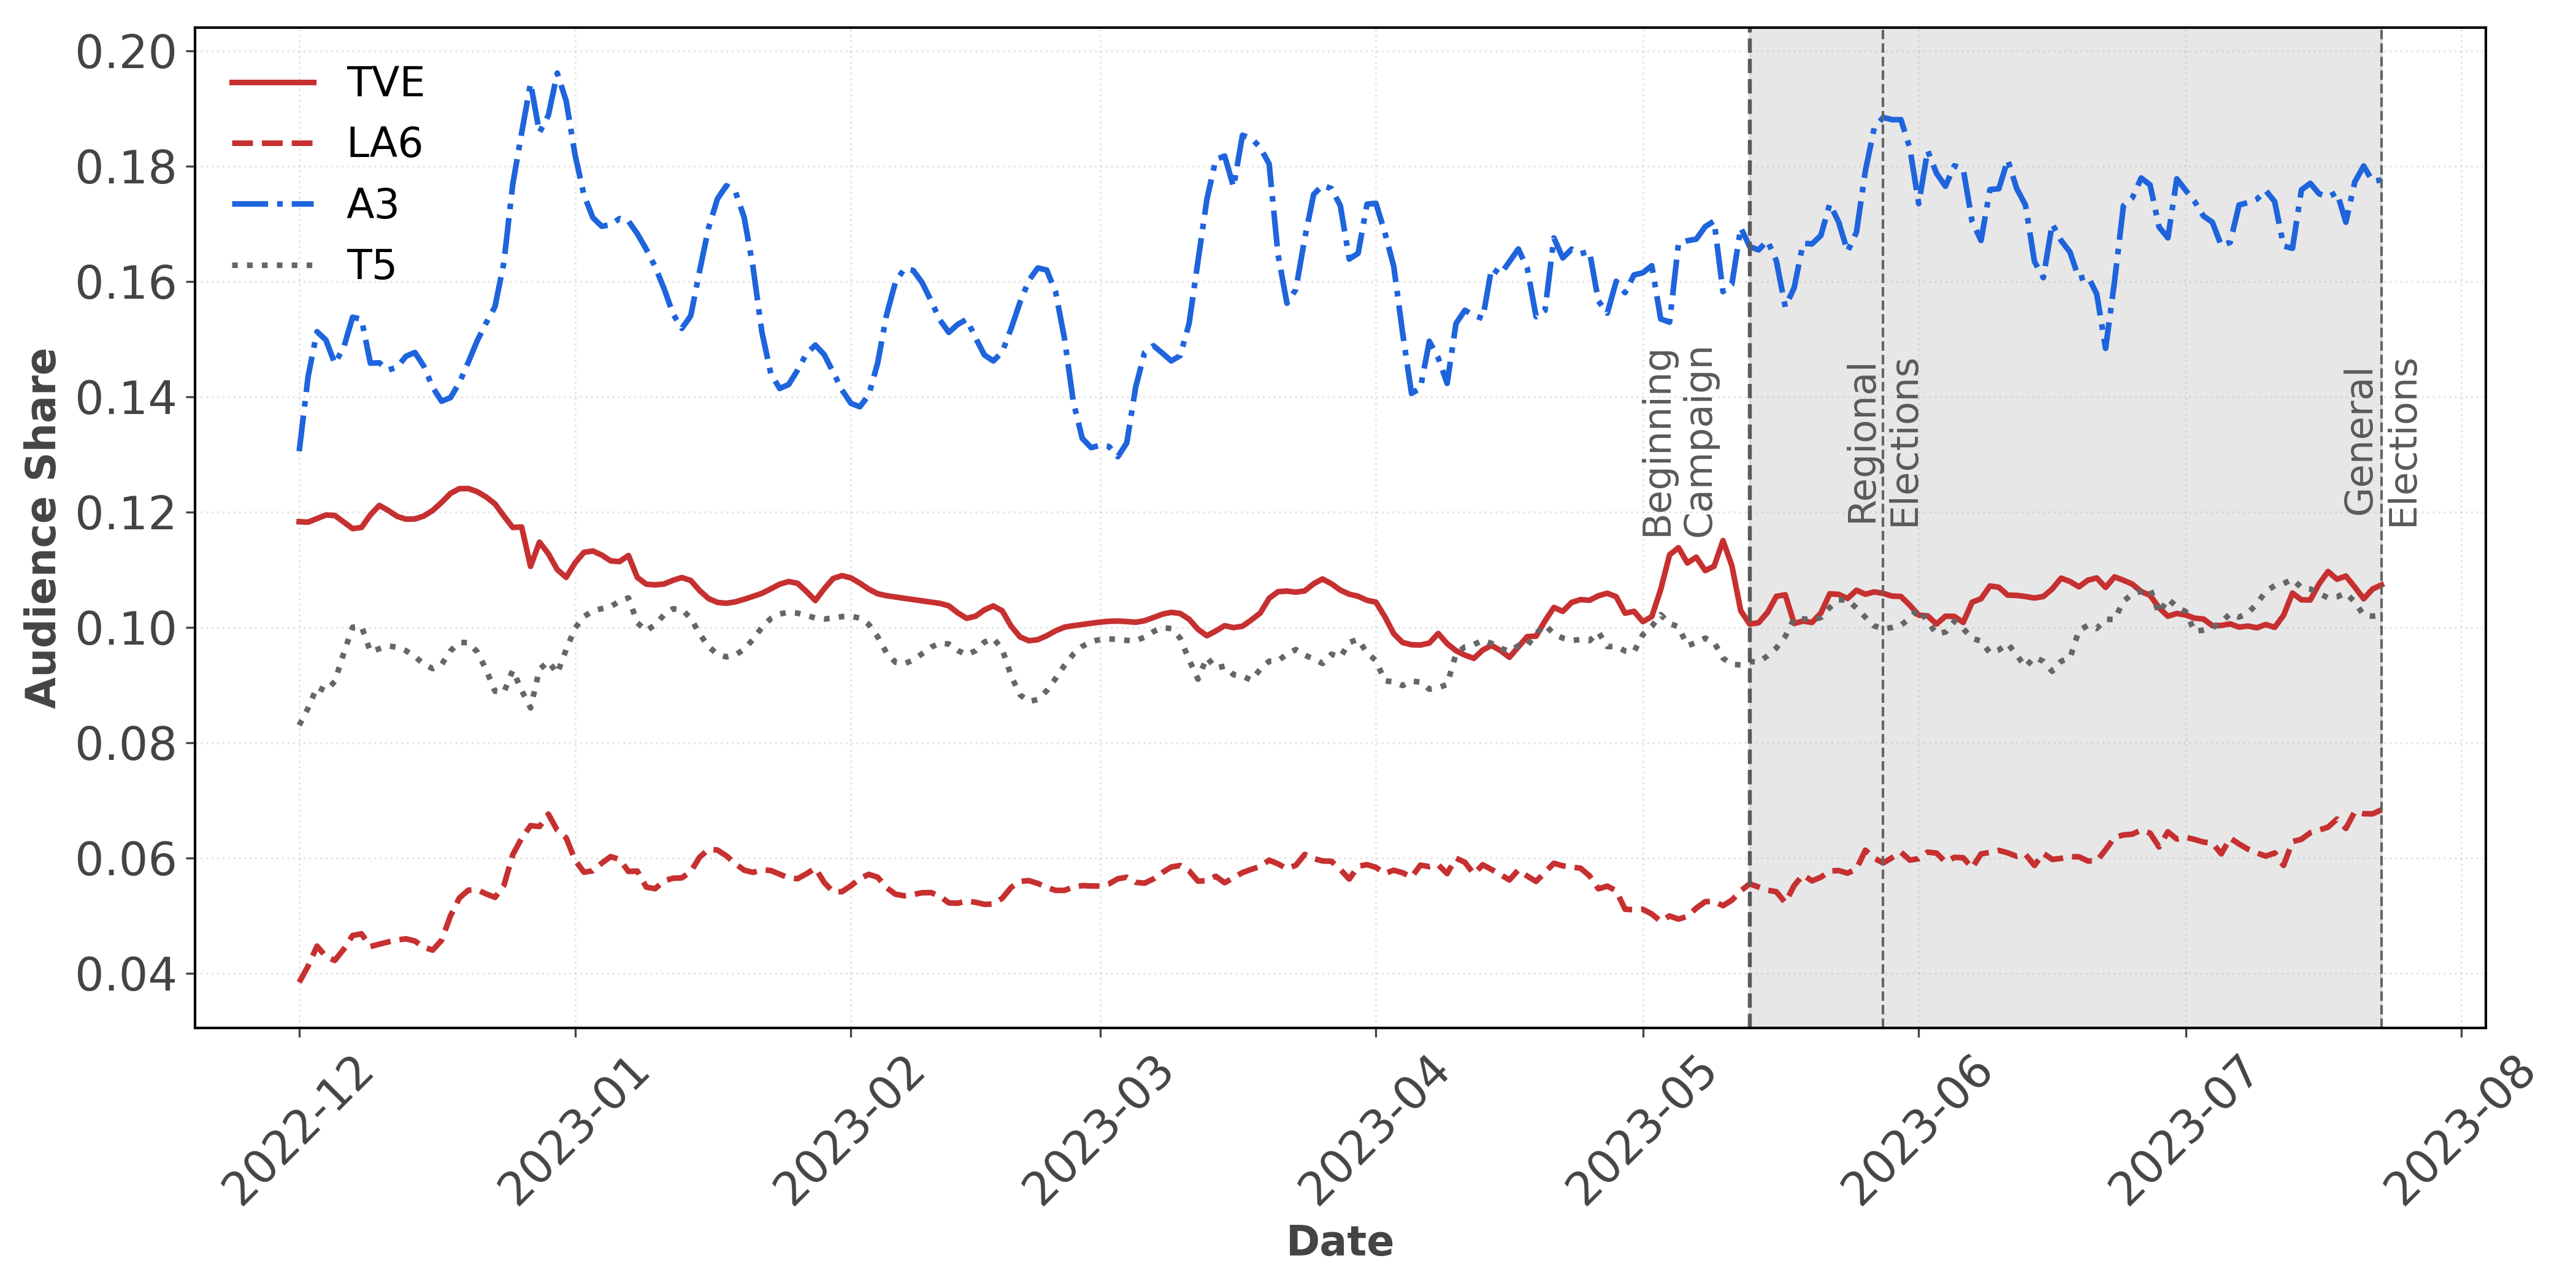 0.20
0.18
0.16
0.14
0.12
0.10
0.08
0.06
0.04
Audience Share
TVE
LA6
A3
T5
Beginning
Campaign
Regional
Elections
General
Elections
2022-12
2023-01
2023-02
2023-03
2023-04
2023-05
2023-06
2023-07
2023-08
Date